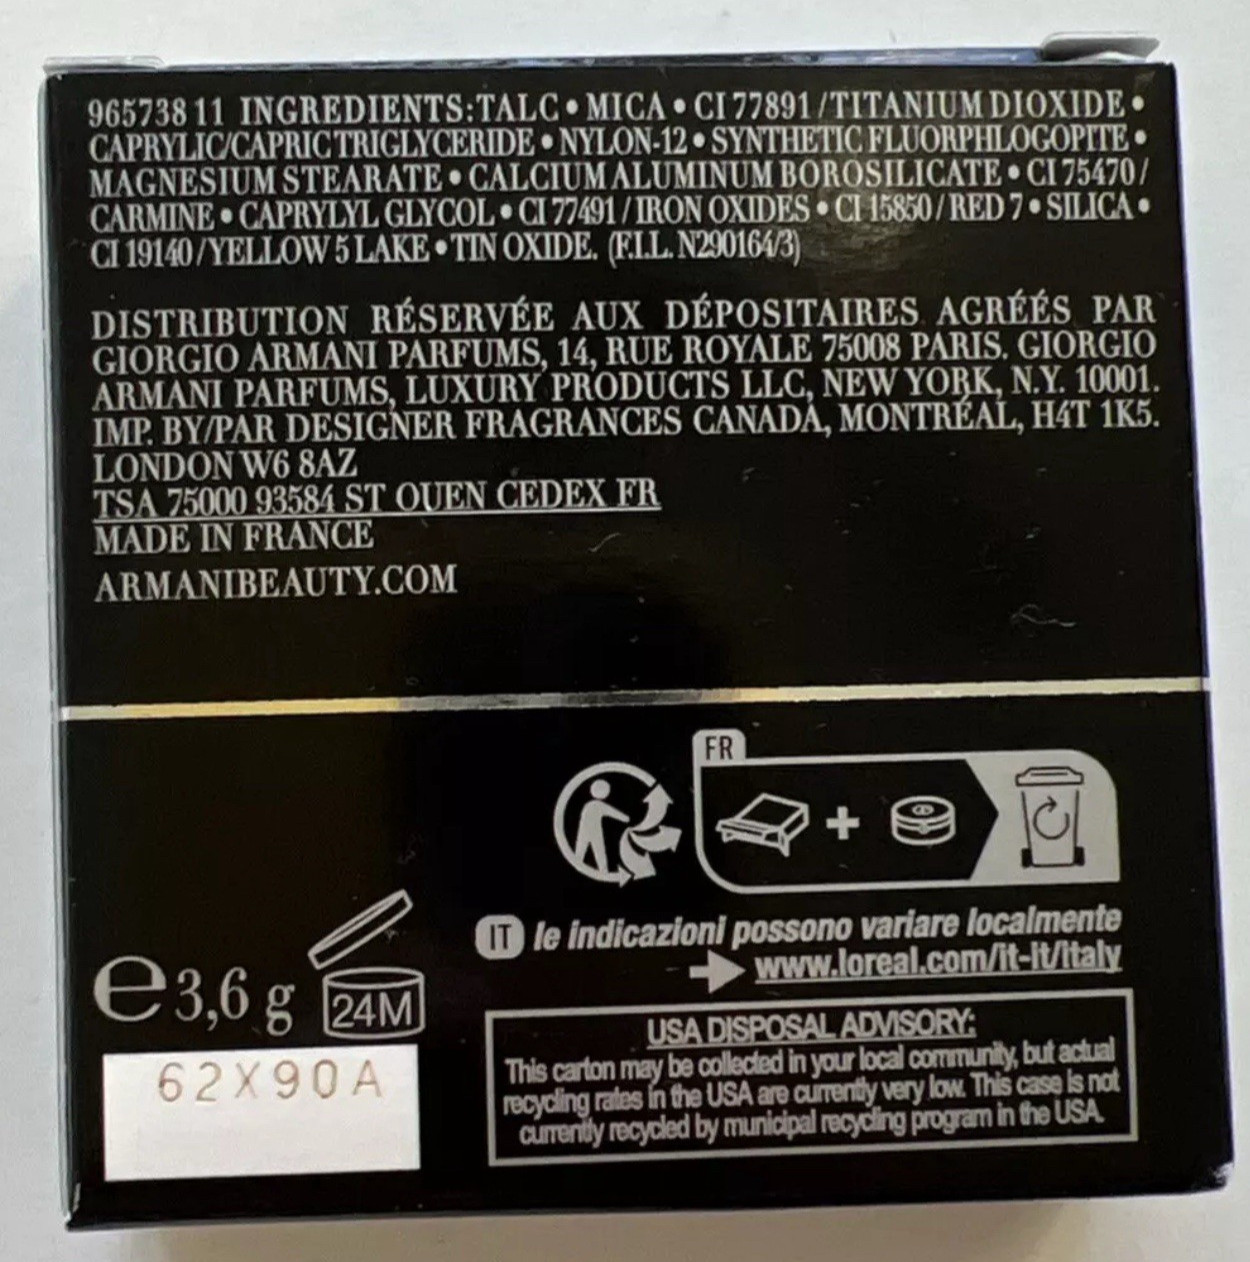 965738 11 INGREDIENTS: TALC • MICA • CI 77891 / TITANIUM DIOXIDE •
CAPRYLIC/CAPRIC TRIGLYCERIDE • NYLON-12 • SYNTHETIC FLUORPHLOGOPITE •
MAGNESIUM STEARATE • CALCIUM ALUMINUM BOROSILICATE • CI 75470 /
CARMINE • CAPRYLYL GLYCOL • CI 77491 / IRON OXIDES • CI 15850 / RED 7 • SILICA •
CI 19140 / YELLOW 5 LAKE • TIN OXIDE. (F.I.L. N290164/3)
DISTRIBUTION RÉSERVÉE AUX DÉPOSITAIRES AGRÉÉS PAR
GIORGIO ARMANI PARFUMS, 14, RUE ROYALE 75008 PARIS. GIORGIO
ARMANI PARFUMS, LUXURY PRODUCTS LLC, NEW YORK, N.Y. 10001.
IMP. BY/PAR DESIGNER FRAGRANCES CANADA, MONTRÉAL, H4T 1K5.
LONDON W6 8AZ
TSA 75000 93584 ST OUEN CEDEX FR
MADE IN FRANCE
ARMANIBEAUTY.COM
FR
+
IT le indicazioni possono variare localmente
www.loreal.com/it-it/italy
e 3,6 g 24M
62X90A
USA DISPOSAL ADVISORY:
This carton may be collected in your local community, but actual
recycling rates in the USA are currently very low. This case is not
currently recycled by municipal recycling program in the USA.